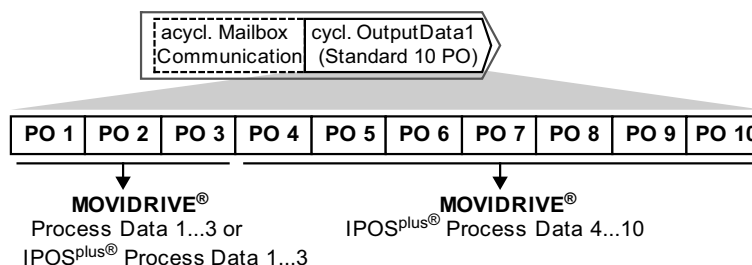 acycl. Mailbox Communication
cycl. OutputData1 (Standard 10 PO)
PO 1 PO 2 PO 3 PO 4 PO 5 PO 6 PO 7 PO 8 PO 9 PO 10
MOVIDRIVE®
Process Data 1...3 or
IPOSplus® Process Data 1...3
MOVIDRIVE®
IPOSplus® Process Data 4...10